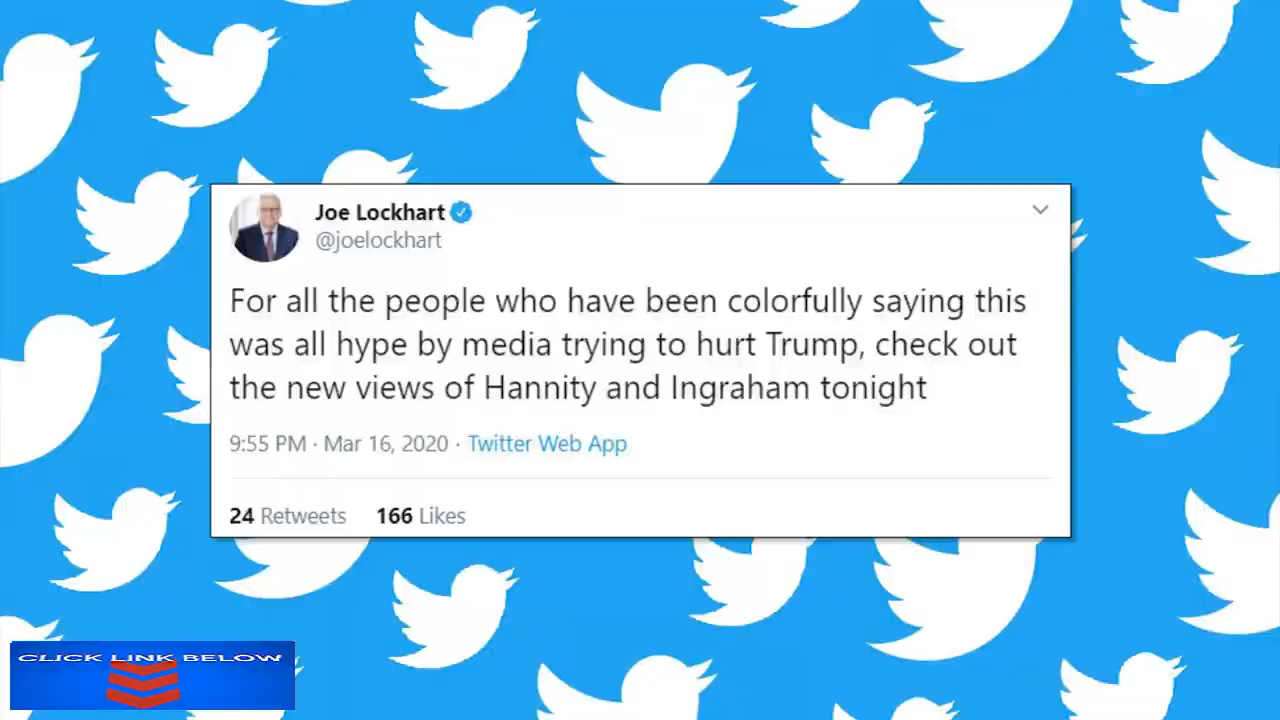 Joe Lockhart
@joelockhart
For all the people who have been colorfully saying this
was all hype by media trying to hurt Trump, check out
the new views of Hannity and Ingraham tonight
9:55 PM · Mar 16, 2020 · Twitter Web App
24 Retweets 166 Likes
CLICK LINK BELOW